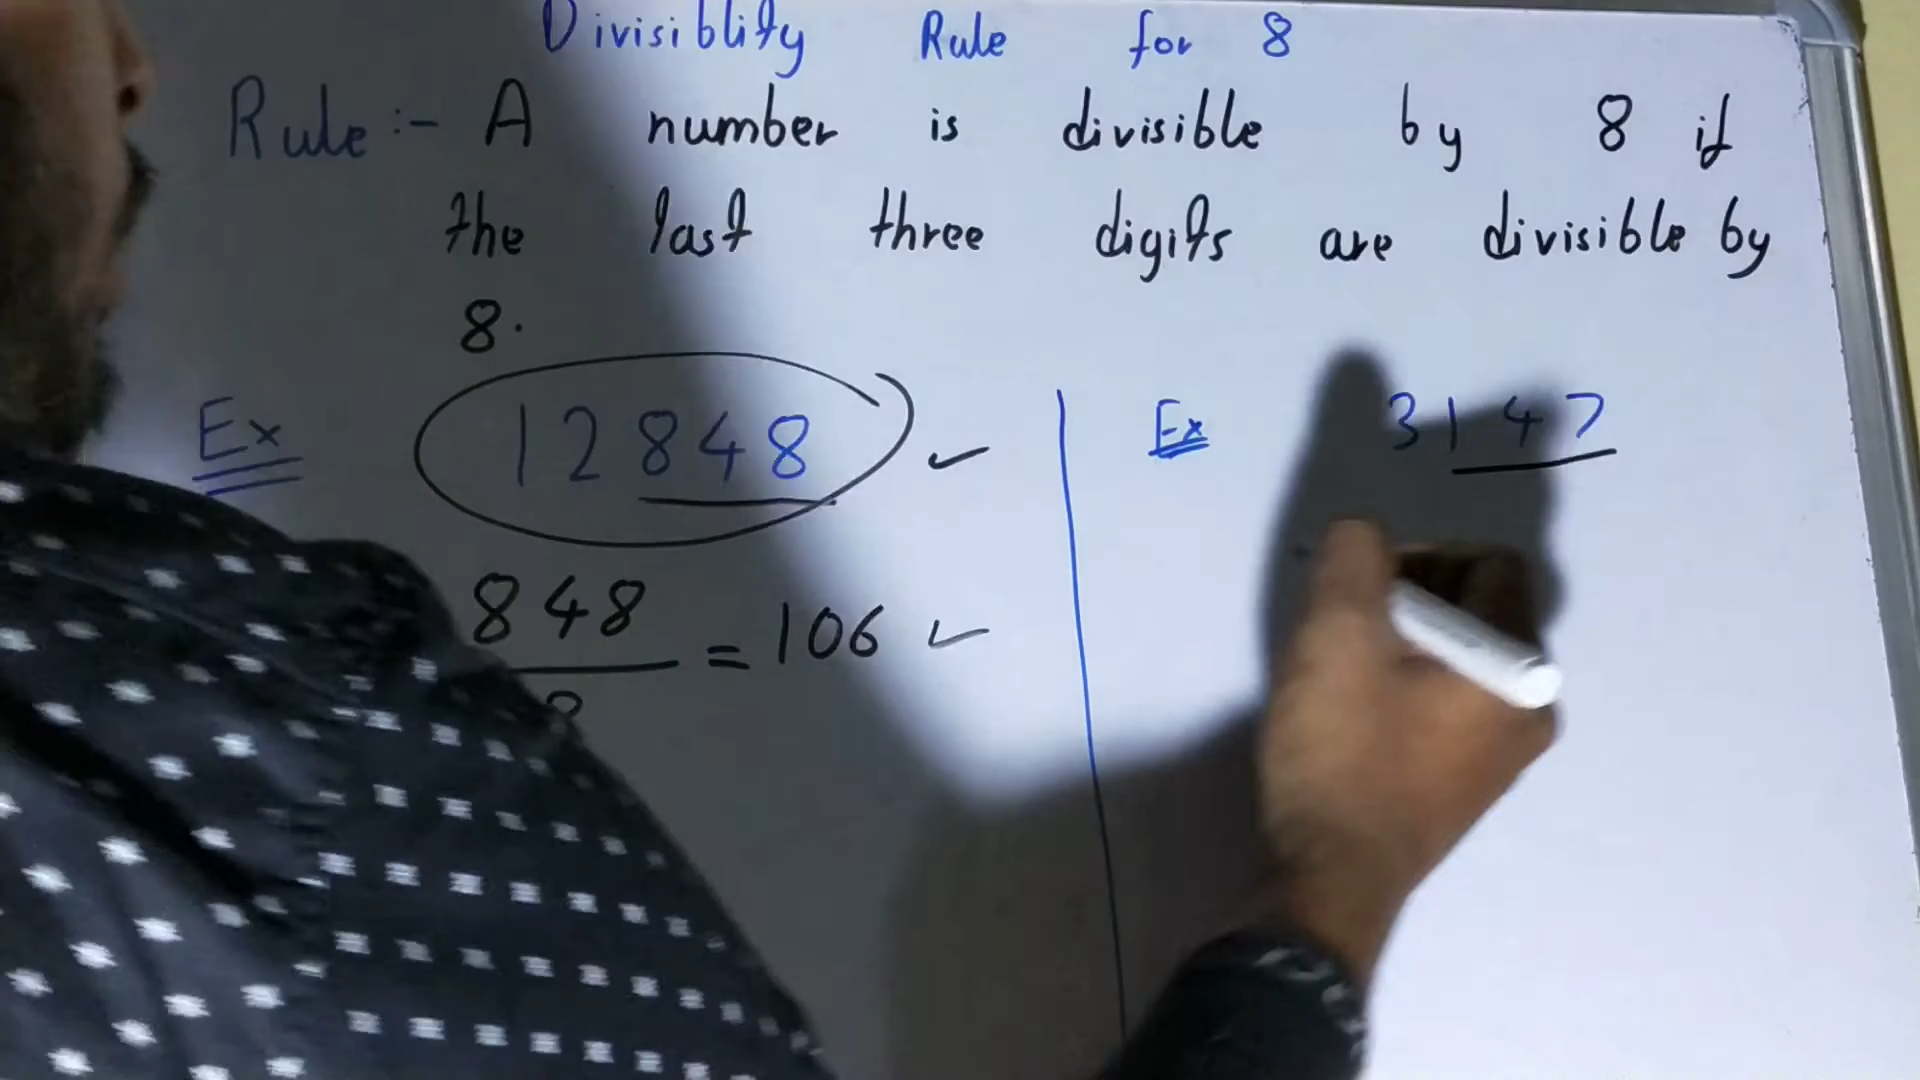 Divisiblity Rule for 8
Rule:- A number is divisible by 8 if
the last three digits are divisible by
8.
Ex 12848 ✓
848 = 106 ✓
8
Ex 3147